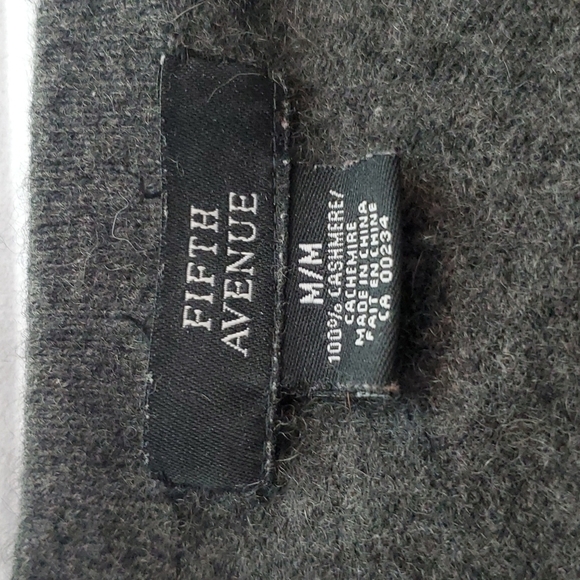 FIFTH
AVENUE
M/M
100% CASHMERE/
CACHEMIRE
MADE IN CHINA
FAIT EN CHINE
CA 00234